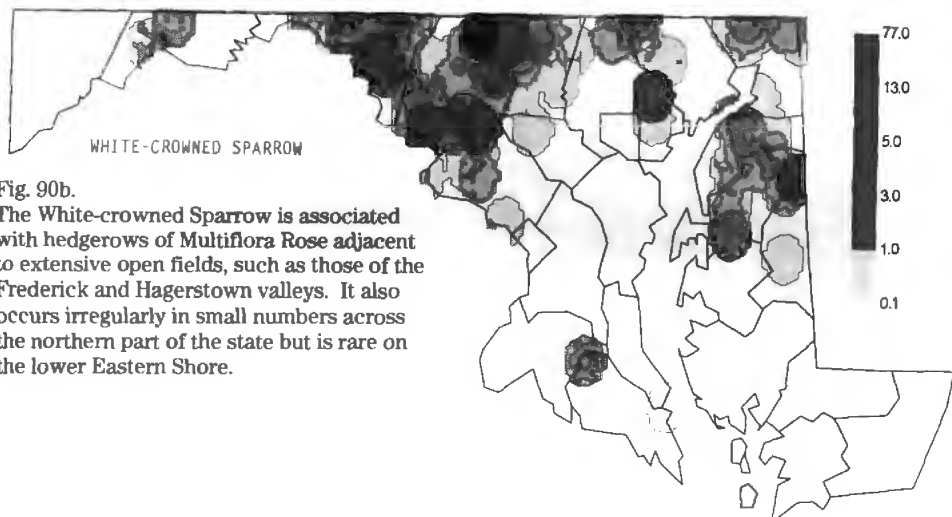 WHITE-CROWNED SPARROW
Fig. 90b.
The White-crowned Sparrow is associated
with hedgerows of Multiflora Rose adjacent
to extensive open fields, such as those of the
Frederick and Hagerstown valleys. It also
occurs irregularly in small numbers across
the northern part of the state but is rare on
the lower Eastern Shore.
77.0
13.0
5.0
3.0
1.0
0.1